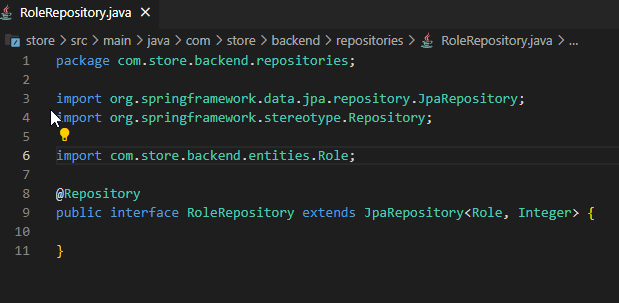 RoleRepository.java ×
store > src > main > java > com > store > backend > repositories > RoleRepository.java > ...
1 package com.store.backend.repositories;
2
3 import org.springframework.data.jpa.repository.JpaRepository;
4 import org.springframework.stereotype.Repository;
5
6 import com.store.backend.entities.Role;
7
8 @Repository
9 public interface RoleRepository extends JpaRepository<Role, Integer> {
10
11 }